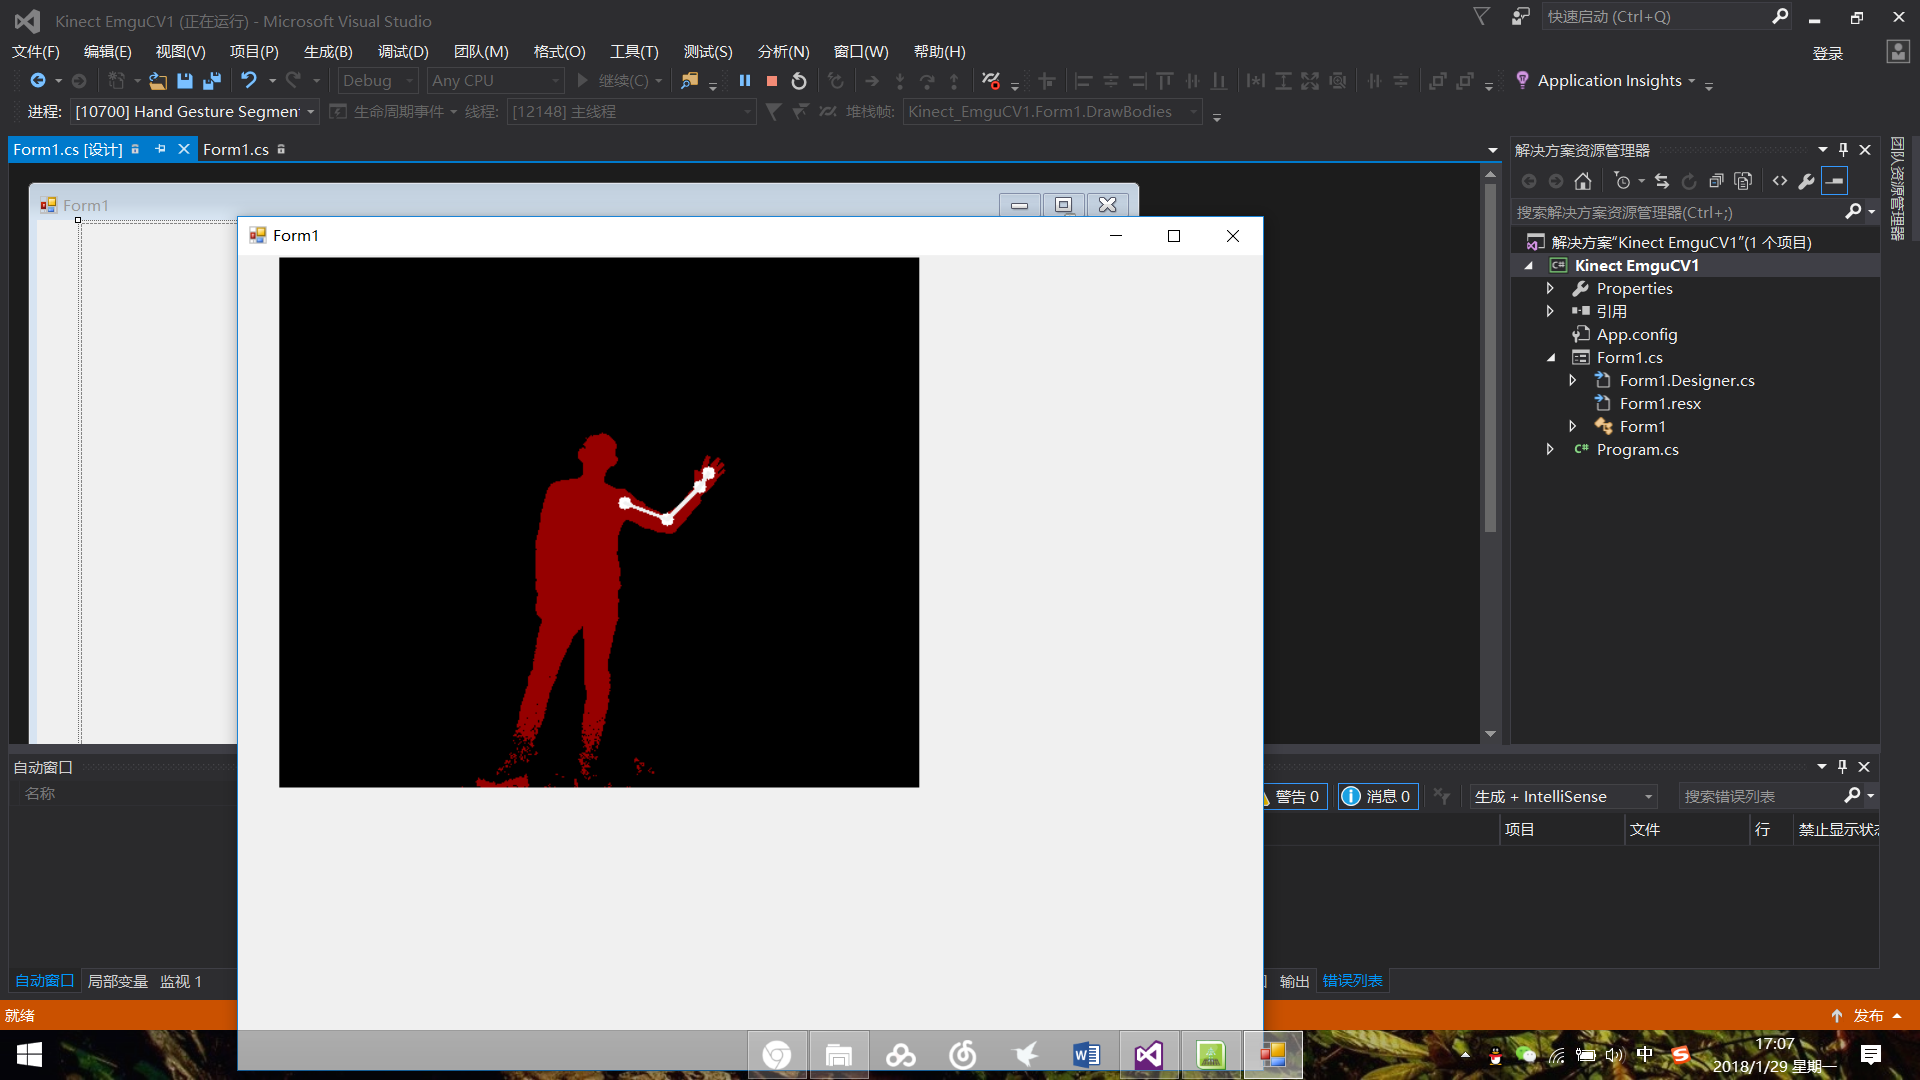 Kinect EmguCV1 (正在运行) - Microsoft Visual Studio
快速启动 (Ctrl+Q)
文件(F) 编辑(E) 视图(V) 项目(P) 生成(B) 调试(D) 团队(M) 格式(O) 工具(T) 测试(S) 分析(N) 窗口(W) 帮助(H)
登录
Debug Any CPU 继续(C) Application Insights
进程: [10700] Hand Gesture Segmen 生命周期事件 线程: [12148] 主线程 堆栈帧: Kinect_EmguCV1.Form1.DrawBodies
Form1.cs [设计] Form1.cs
Form1
Form1
解决方案资源管理器
搜索解决方案资源管理器(Ctrl+;)
解决方案"Kinect EmguCV1"(1 个项目)
Kinect EmguCV1
Properties
引用
App.config
Form1.cs
Form1.Designer.cs
Form1.resx
Form1
Program.cs
团队资源管理器
自动窗口
名称
自动窗口 局部变量 监视 1
警告 0 消息 0 生成 + IntelliSense 搜索错误列表
项目 文件 行 禁止显示状
输出 错误列表
就绪
发布
中
17:07
2018/1/29 星期一